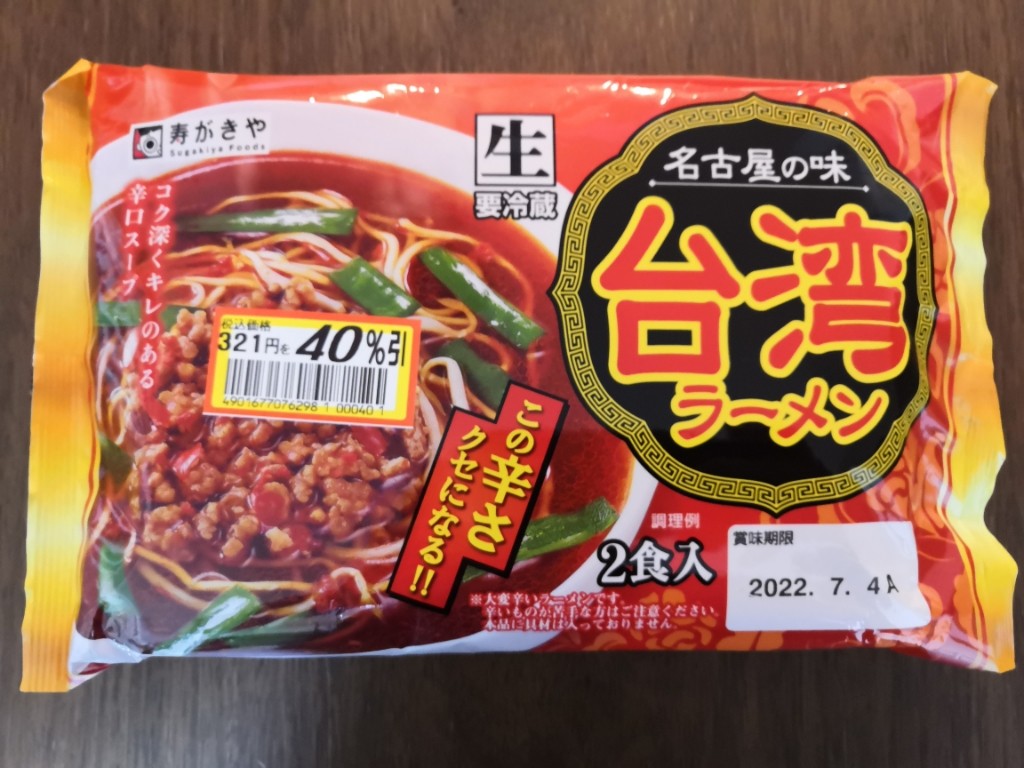 寿がきや
Sugakiya Foods
コク深くキレのある
辛口スープ
生
要冷蔵
名古屋の味
台湾
ラーメン
税込価格
321円を 40%引
4901677076298 1 00040 1
この辛さ
クセになる!!
調理例
2食入
※大変辛いラーメンです。
辛いものが苦手な方はご注意ください。
本品に具材は入っておりません。
賞味期限
2022. 7. 4A